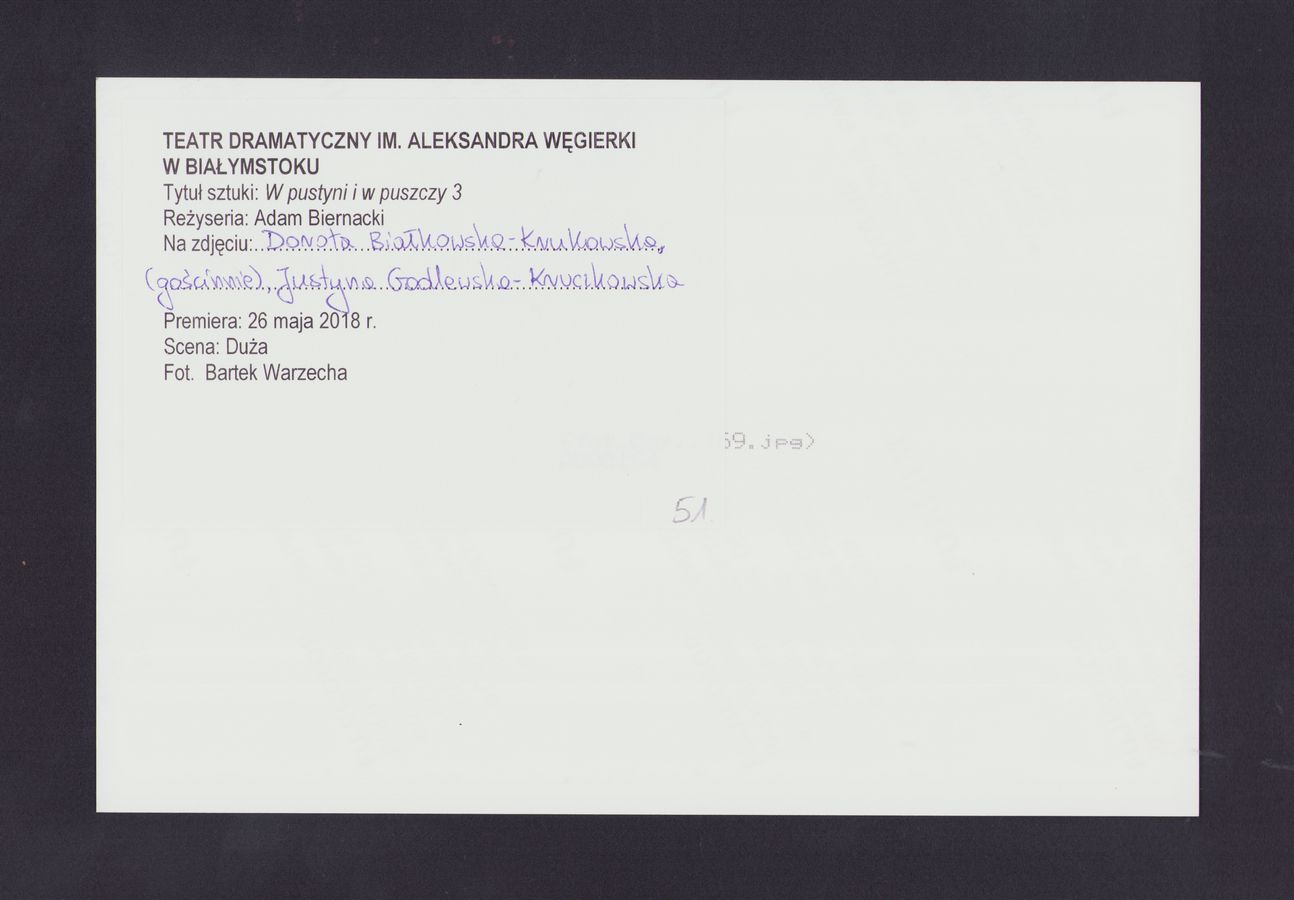 TEATR DRAMATYCZNY IM. ALEKSANDRA WĘGIERKI
W BIAŁYMSTOKU
Tytuł sztuki: W pustyni i w puszczy 3
Reżyseria: Adam Biernacki
Na zdjęciu: Dorota Białkowska-Krukowska,
(gościnnie), Justyna Godlewska-Kruczkowska
Premiera: 26 maja 2018 r.
Scena: Duża
Fot. Bartek Warzecha
59.jpg)
51